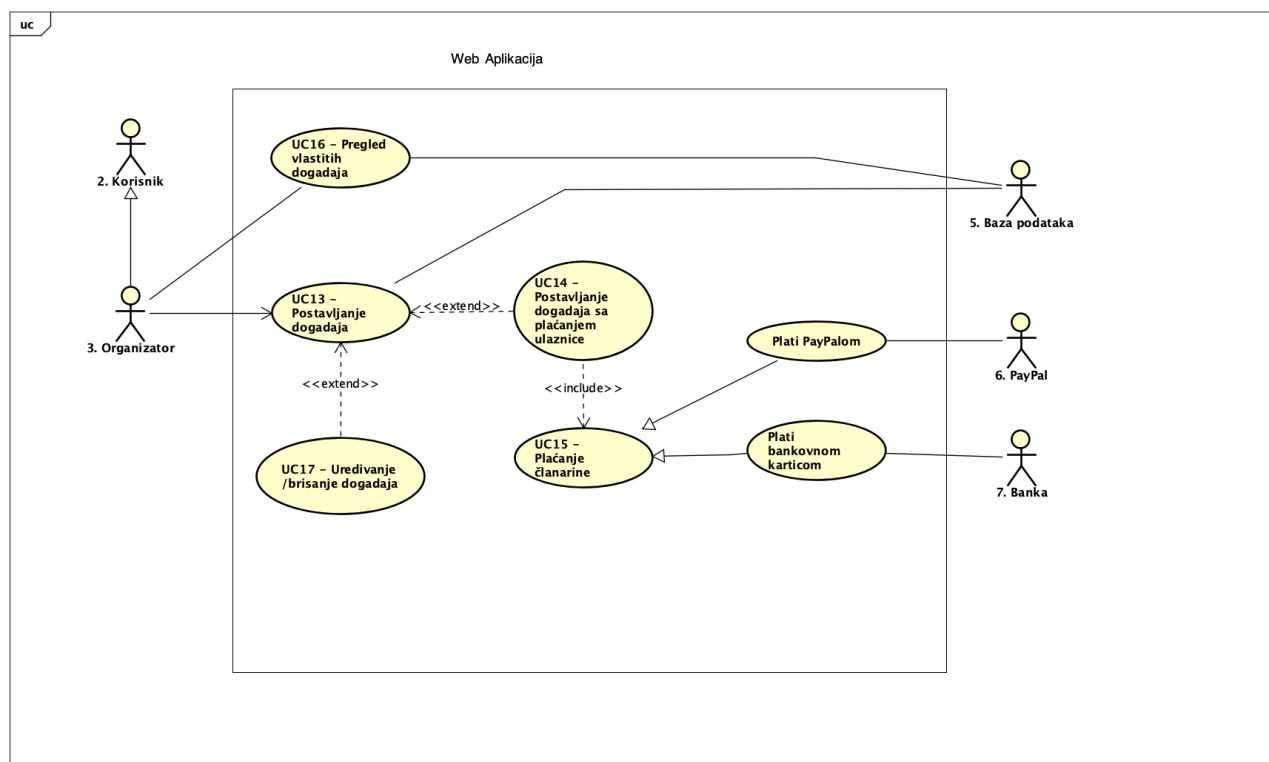 uc
Web Aplikacija
2. Korisnik
UC16 – Pregled
vlastitih
dogadaja
5. Baza podataka
3. Organizator
UC13 –
Postavljanje
dogadaja
<<extend>>
UC14 –
Postavljanje
dogadaja sa
plaćanjem
ulaznice
Plati PayPalom
6. PayPal
<<extend>>
<<include>>
UC17 – Uredivanje
/brisanje dogadaja
UC15 –
Plaćanje
članarine
Plati
bankovnom
karticom
7. Banka